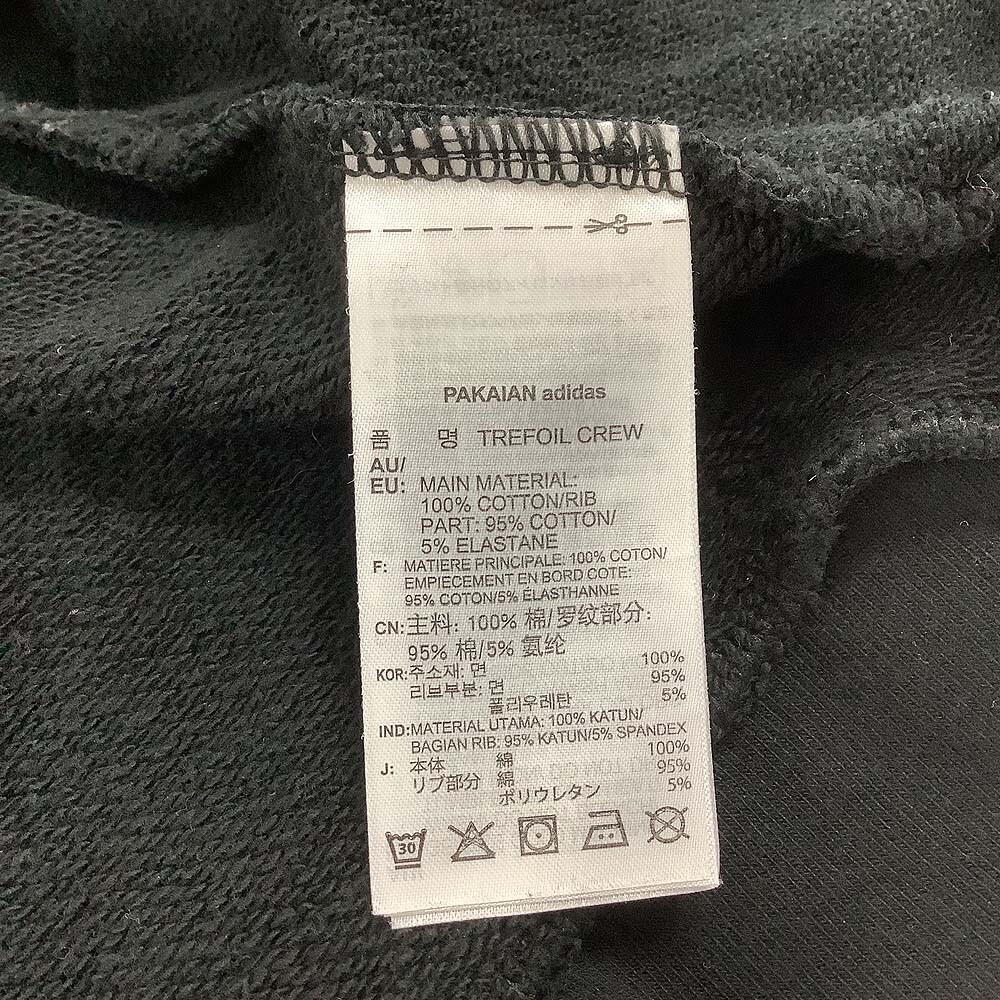 PAKAIAN adidas
품 명 TREFOIL CREW
AU/
EU: MAIN MATERIAL:
100% COTTON/RIB
PART: 95% COTTON/
5% ELASTANE
F: MATIERE PRINCIPALE: 100% COTON/
EMPIECEMENT EN BORD COTE:
95% COTON/5% ÉLASTHANNE
CN: 主料: 100% 棉/罗纹部分:
95% 棉/5% 氨纶
KOR: 주소재: 면 100%
리브부분: 면 95%
폴리우레탄 5%
IND: MATERIAL UTAMA: 100% KATUN/
BAGIAN RIB: 95% KATUN/5% SPANDEX
J: 本体 綿 100%
リブ部分 綿 95%
ポリウレタン 5%
30